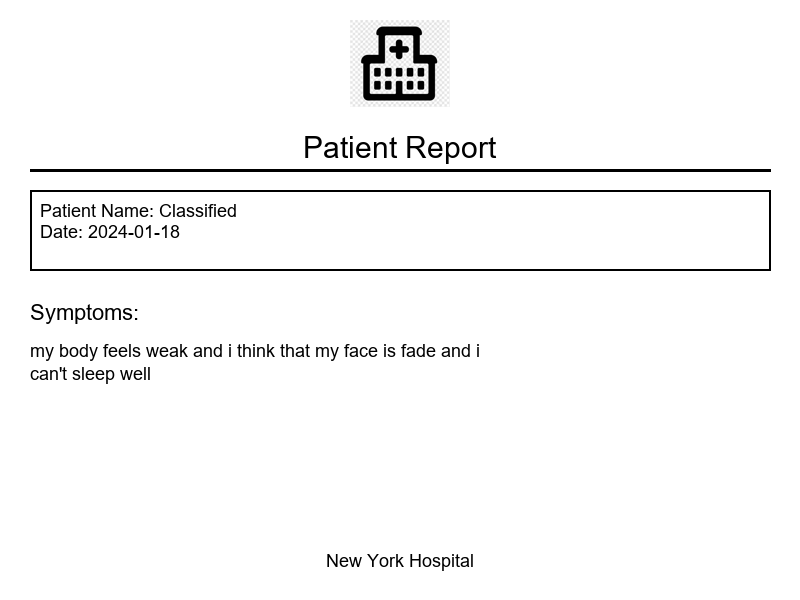 Patient Report
Patient Name: Classified
Date: 2024-01-18
Symptoms:
my body feels weak and i think that my face is fade and i
can't sleep well
New York Hospital